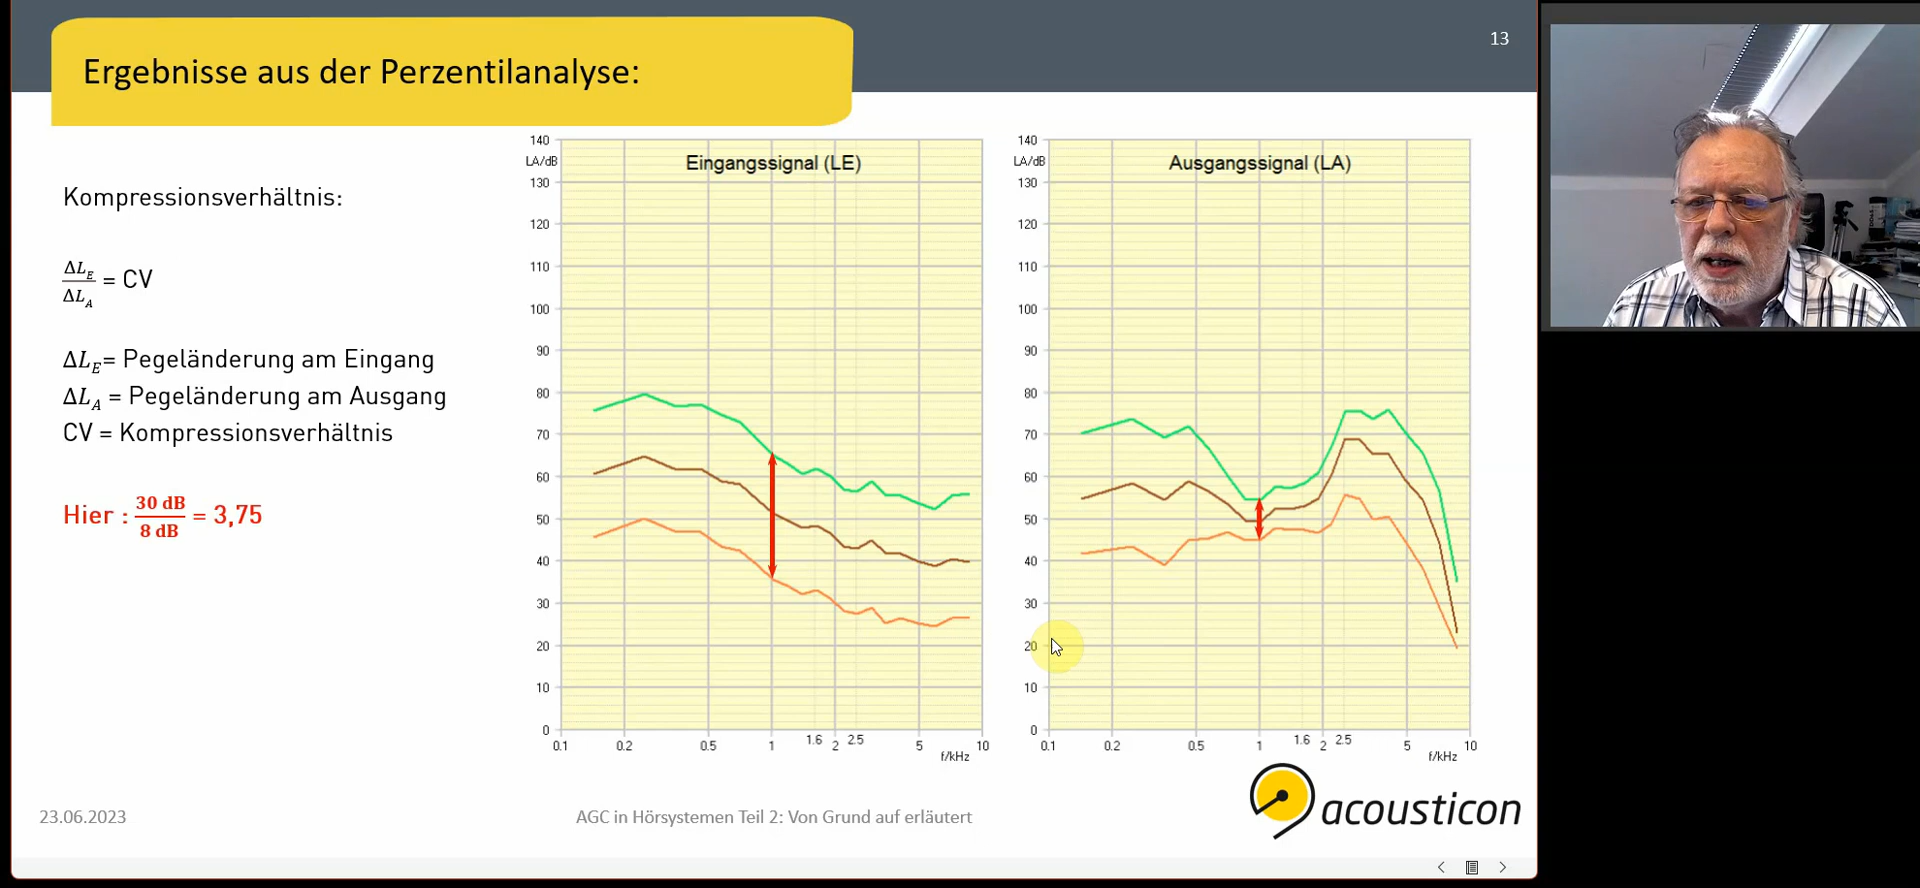 13
Ergebnisse aus der Perzentilanalyse:
Kompressionsverhältnis:
ΔL_E / ΔL_A = CV
ΔL_E= Pegeländerung am Eingang
ΔL_A = Pegeländerung am Ausgang
CV = Kompressionsverhältnis
Hier : 30 dB / 8 dB = 3,75
Eingangssignal (LE)
140
LA/dB
130
120
110
100
90
80
70
60
50
40
30
20
10
0
0.1 0.2 0.5 1 1.6 2 2.5 5 10
f/kHz
Ausgangssignal (LA)
140
LA/dB
130
120
110
100
90
80
70
60
50
40
30
20
10
0
0.1 0.2 0.5 1 1.6 2 2.5 5 10
f/kHz
23.06.2023
AGC in Hörsystemen Teil 2: Von Grund auf erläutert
acousticon